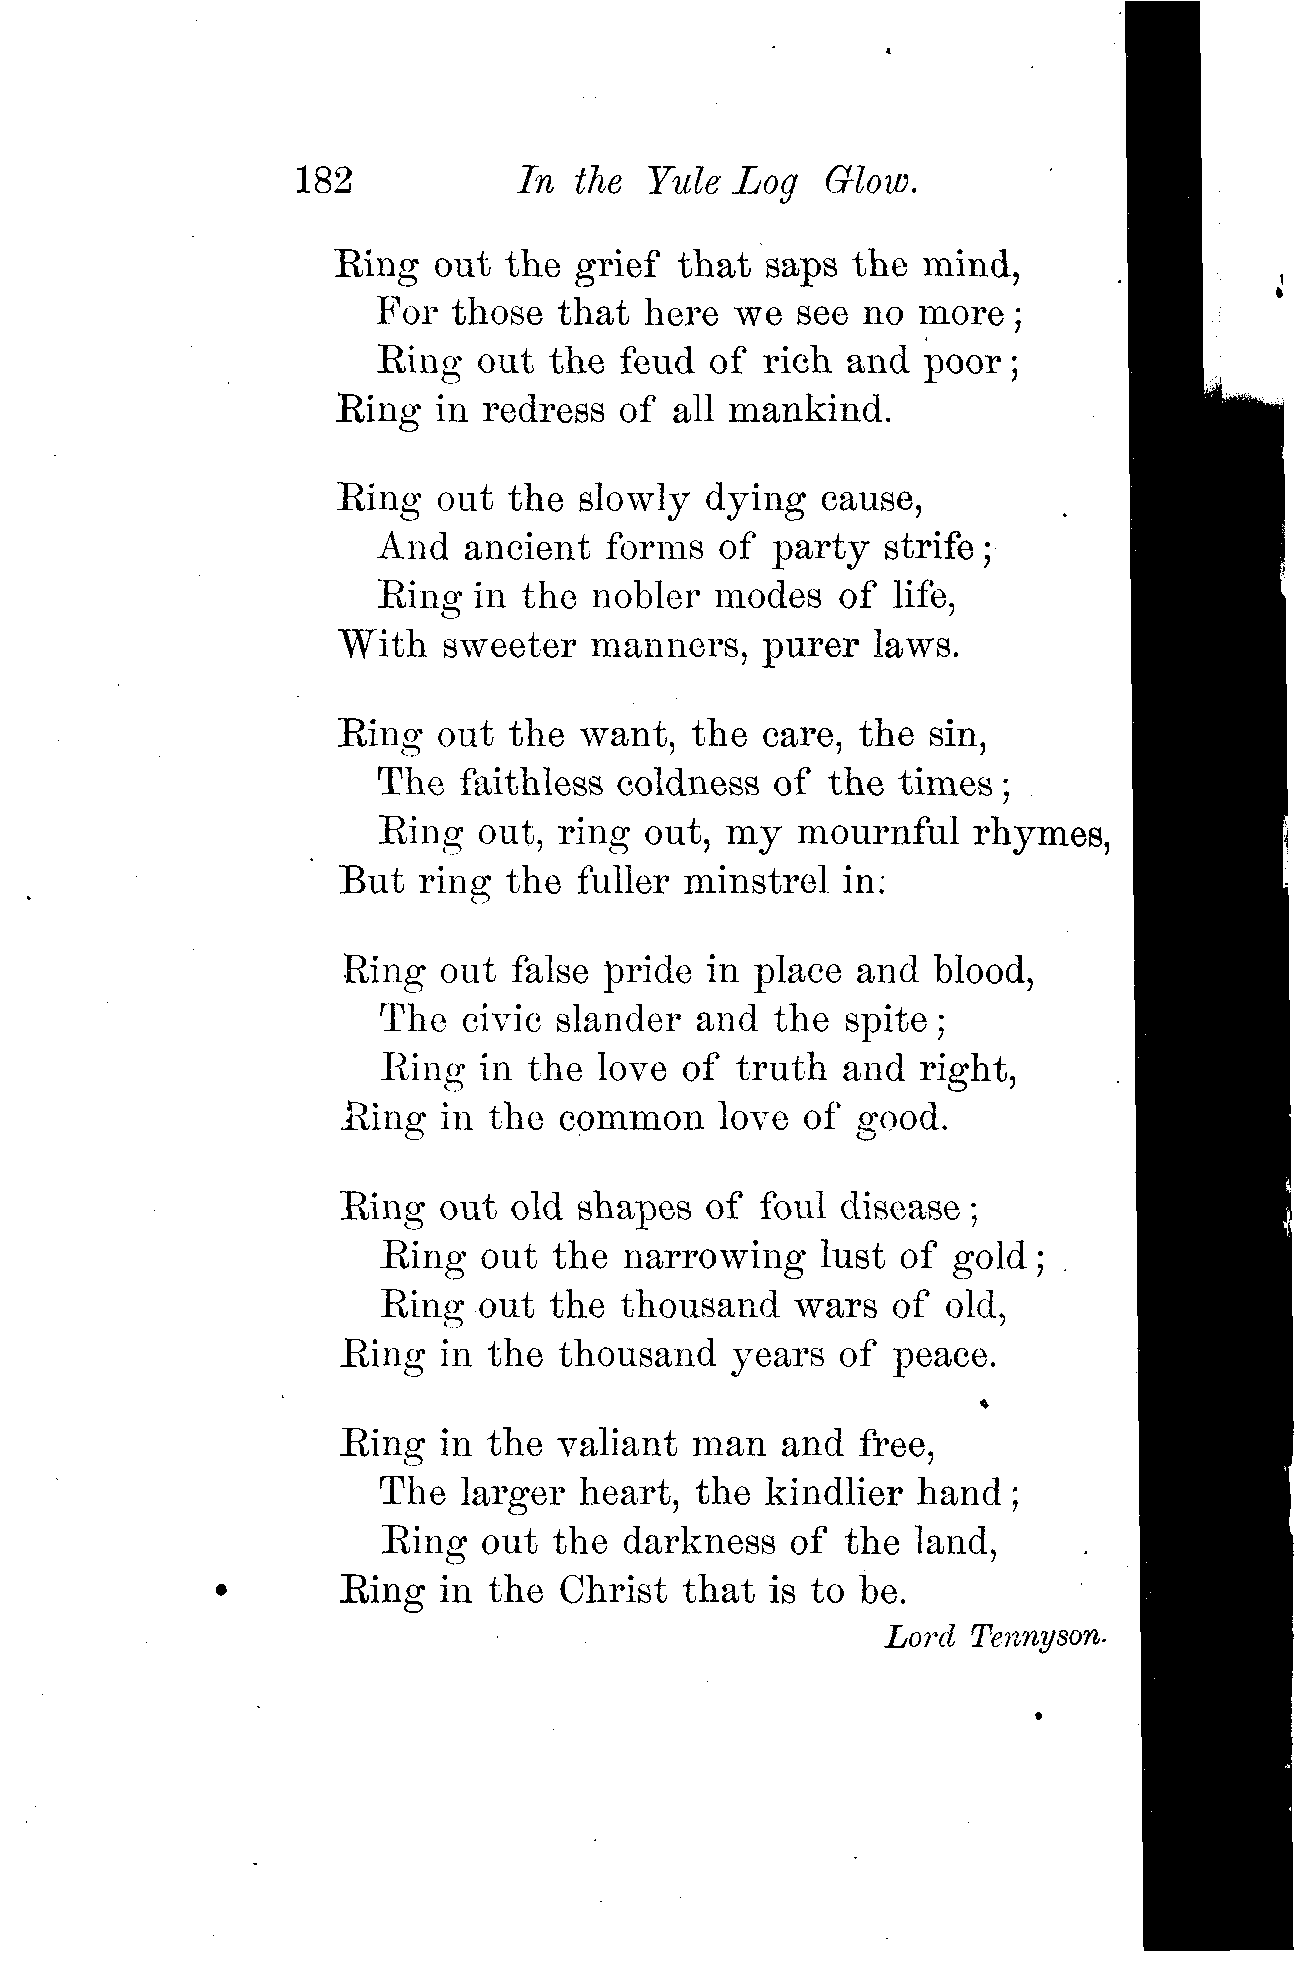 182 In the Yule Log Glow.
Ring out the grief that saps the mind,
For those that here we see no more;
Ring out the feud of rich and poor;
Ring in redress of all mankind.
Ring out the slowly dying cause,
And ancient forms of party strife;
Ring in the nobler modes of life,
With sweeter manners, purer laws.
Ring out the want, the care, the sin,
The faithless coldness of the times;
Ring out, ring out, my mournful rhymes,
But ring the fuller minstrel in:
Ring out false pride in place and blood,
The civic slander and the spite;
Ring in the love of truth and right,
Ring in the common love of good.
Ring out old shapes of foul disease;
Ring out the narrowing lust of gold;
Ring out the thousand wars of old,
Ring in the thousand years of peace.
Ring in the valiant man and free,
The larger heart, the kindlier hand;
Ring out the darkness of the land,
Ring in the Christ that is to be.
Lord Tennyson.